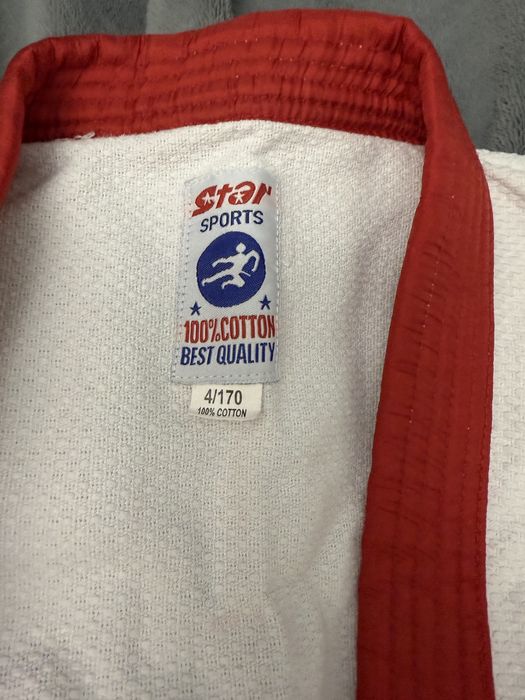 Star
SPORTS
100% COTTON
BEST QUALITY
4/170
100% COTTON